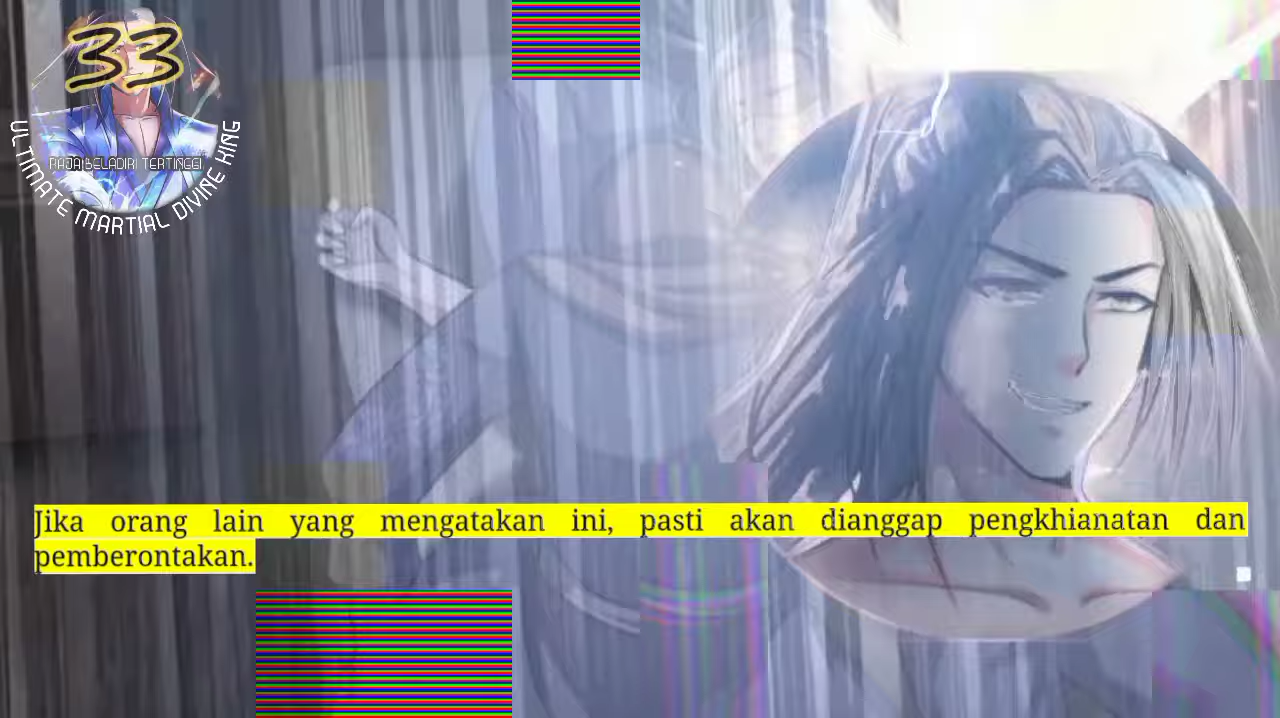 33
RAJA BELADIRI TERTINGGI
ULTIMATE MARTIAL DIVINE KING
Jika orang lain yang mengatakan ini, pasti akan dianggap pengkhianatan dan
pemberontakan.